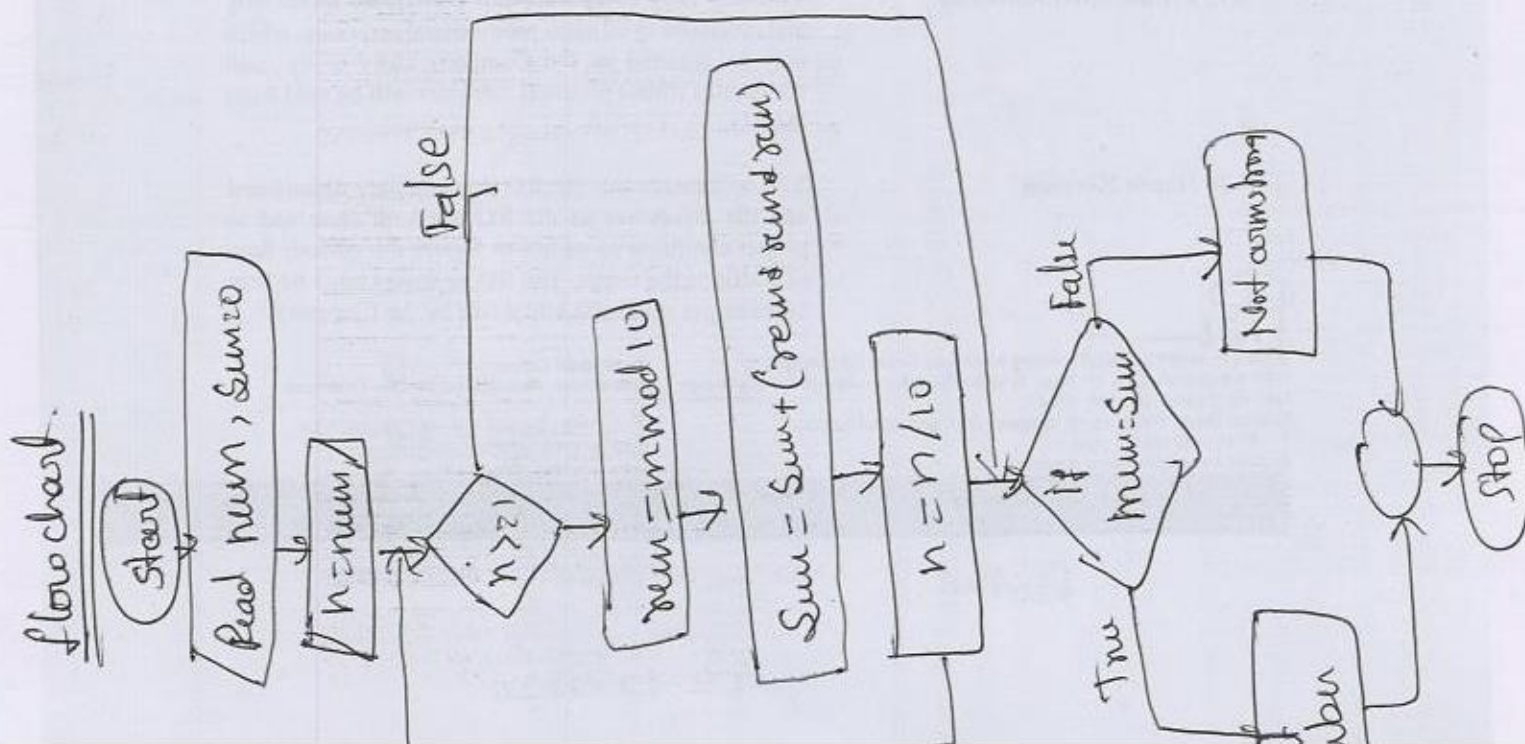 flowchart
Start
Read num, Sum=0
n=num
n>=1
False
rem = n mod 10
Sum = Sum + (rem*rem*rem)
n = n/10
if
num=Sum
True
False
Not armstrong
Stop